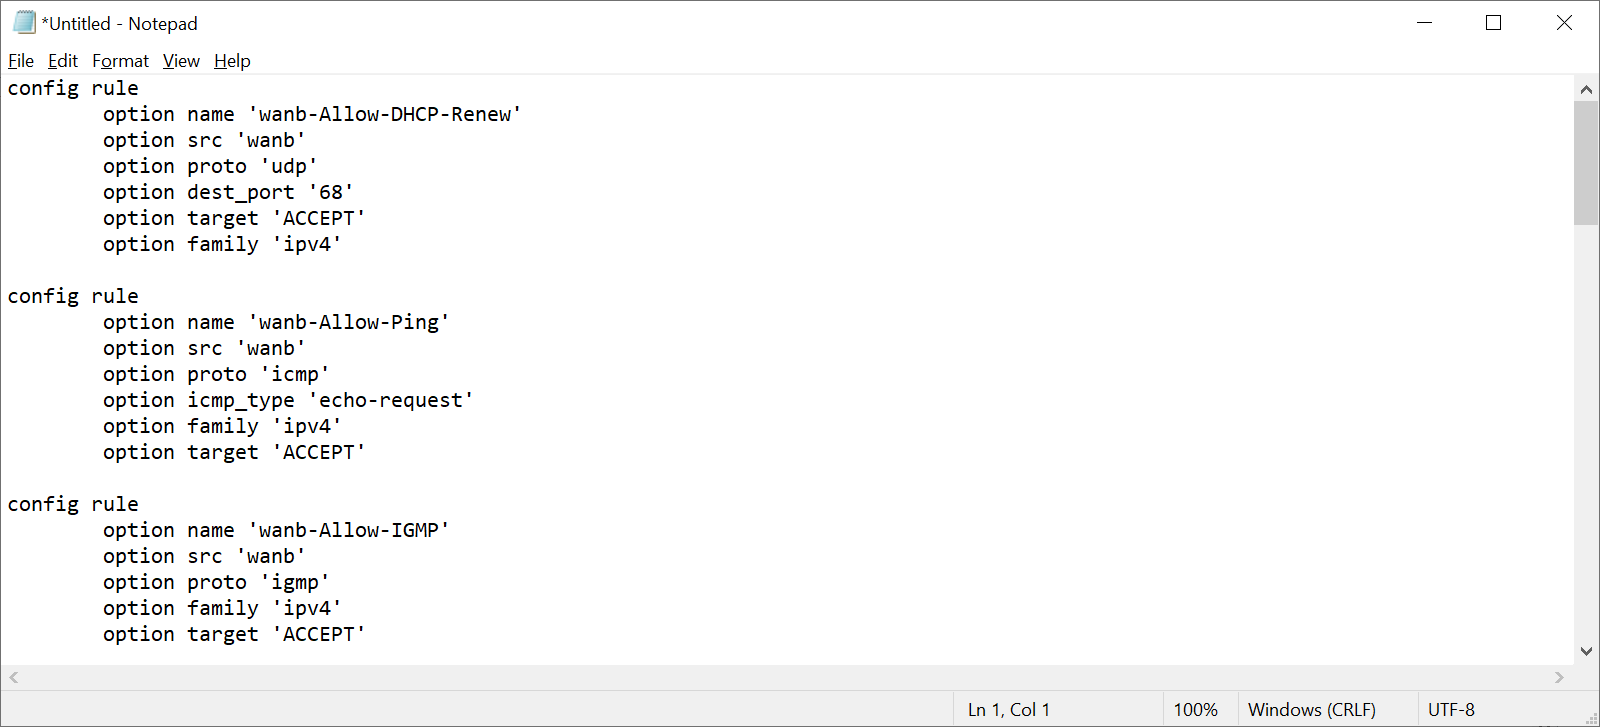 *Untitled - Notepad
File Edit Format View Help
config rule
        option name 'wanb-Allow-DHCP-Renew'
        option src 'wanb'
        option proto 'udp'
        option dest_port '68'
        option target 'ACCEPT'
        option family 'ipv4'

config rule
        option name 'wanb-Allow-Ping'
        option src 'wanb'
        option proto 'icmp'
        option icmp_type 'echo-request'
        option family 'ipv4'
        option target 'ACCEPT'

config rule
        option name 'wanb-Allow-IGMP'
        option src 'wanb'
        option proto 'igmp'
        option family 'ipv4'
        option target 'ACCEPT'
Ln 1, Col 1 100% Windows (CRLF) UTF-8